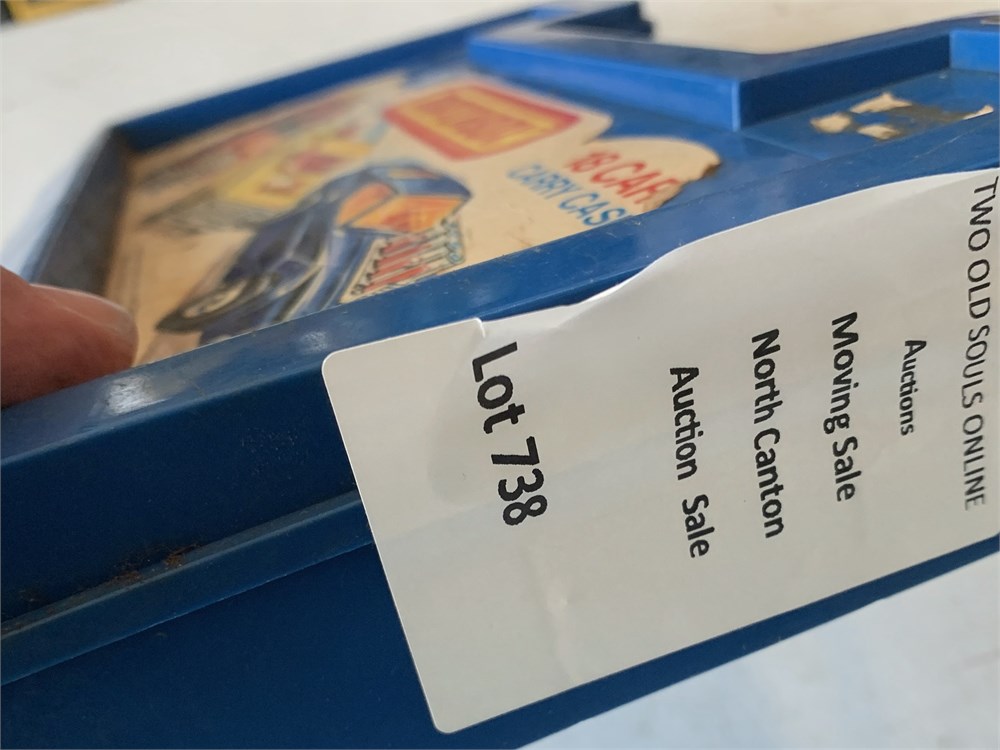 TWO OLD SOULS ONLINE
Auctions
Moving Sale
North Canton
Auction Sale
Lot 738
18 CAR
CARRY CAS